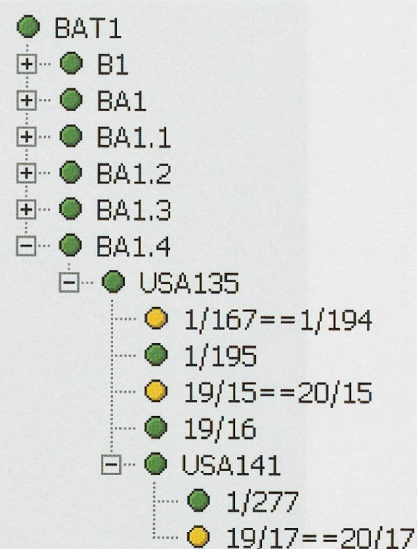 BAT1
B1
BA1
BA1.1
BA1.2
BA1.3
BA1.4
USA135
1/167==1/194
1/195
19/15==20/15
19/16
USA141
1/277
19/17==20/17